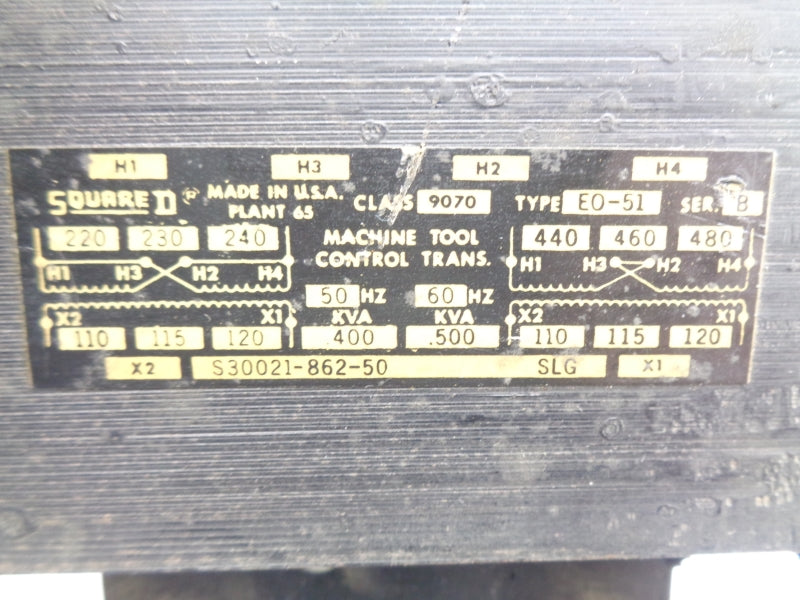 H1 H3 H2 H4
SQUARE D ® MADE IN U.S.A. CLASS 9070 TYPE EO-51 SER. B
PLANT 65
220 230 240 MACHINE TOOL 440 460 480
H1 H3 H2 H4 CONTROL TRANS. H1 H3 H2 H4
50 HZ 60 HZ
X2 X1 KVA KVA X2 X1
110 115 120 .400 .500 110 115 120
X2 S30021-862-50 SLG X1